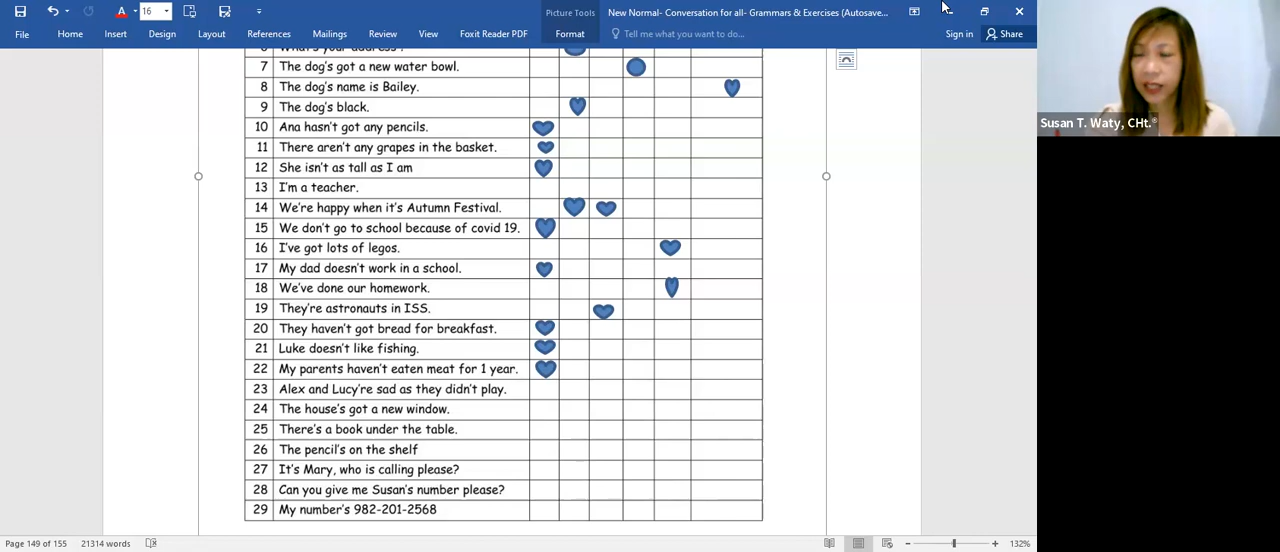 16
Picture Tools
New Normal- Conversation for all- Grammars & Exercises (Autosave...
File Home Insert Design Layout References Mailings Review View Foxit Reader PDF Format Tell me what you want to do... Sign in Share
6 What's your address?
7 The dog's got a new water bowl.
8 The dog's name is Bailey.
9 The dog's black.
10 Ana hasn't got any pencils.
11 There aren't any grapes in the basket.
12 She isn't as tall as I am
13 I'm a teacher.
14 We're happy when it's Autumn Festival.
15 We don't go to school because of covid 19.
16 I've got lots of legos.
17 My dad doesn't work in a school.
18 We've done our homework.
19 They're astronauts in ISS.
20 They haven't got bread for breakfast.
21 Luke doesn't like fishing.
22 My parents haven't eaten meat for 1 year.
23 Alex and Lucy're sad as they didn't play.
24 The house's got a new window.
25 There's a book under the table.
26 The pencil's on the shelf
27 It's Mary, who is calling please?
28 Can you give me Susan's number please?
29 My number's 982-201-2568
Page 149 of 155 21314 words
132%
Susan T. Waty, CHt.®